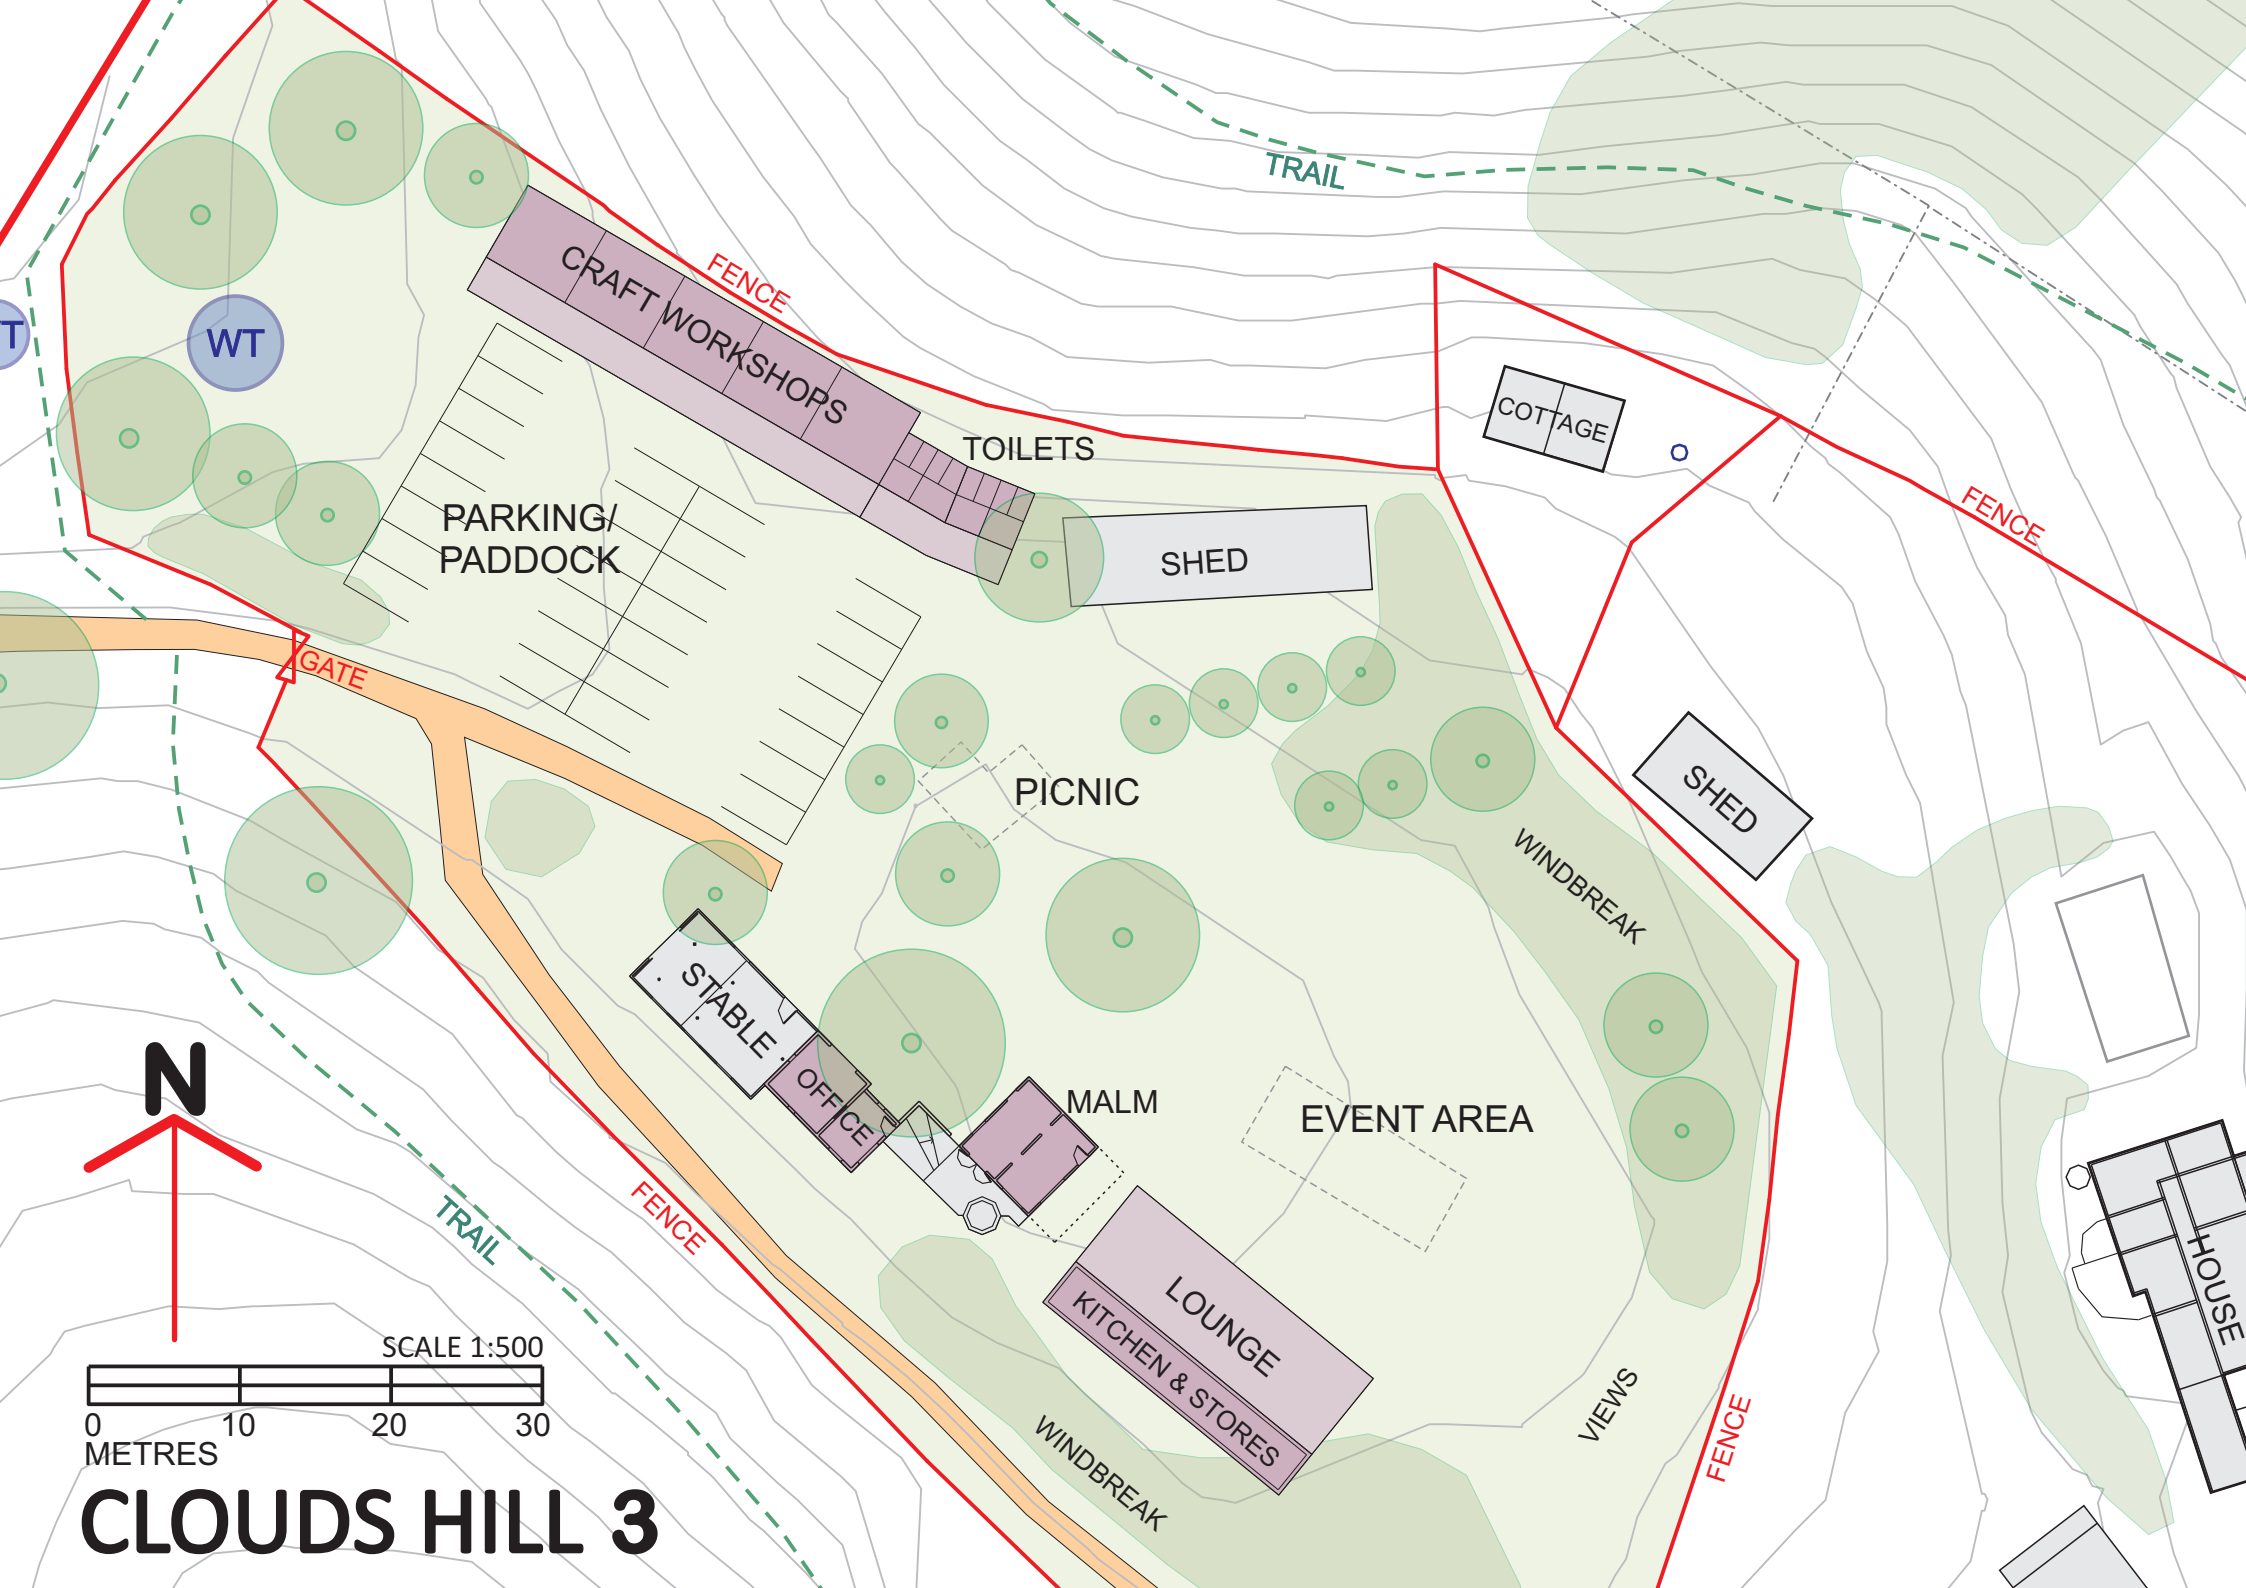 TRAIL
FENCE
CRAFT WORKSHOPS
WT
T
COTTAGE
TOILETS
FENCE
PARKING/
PADDOCK
SHED
GATE
PICNIC
SHED
WINDBREAK
STABLE
OFFICE
MALM
EVENT AREA
N
TRAIL
FENCE
LOUNGE
KITCHEN & STORES
HOUSE
VIEWS
FENCE
WINDBREAK
SCALE 1:500
0 10 20 30
METRES
CLOUDS HILL 3